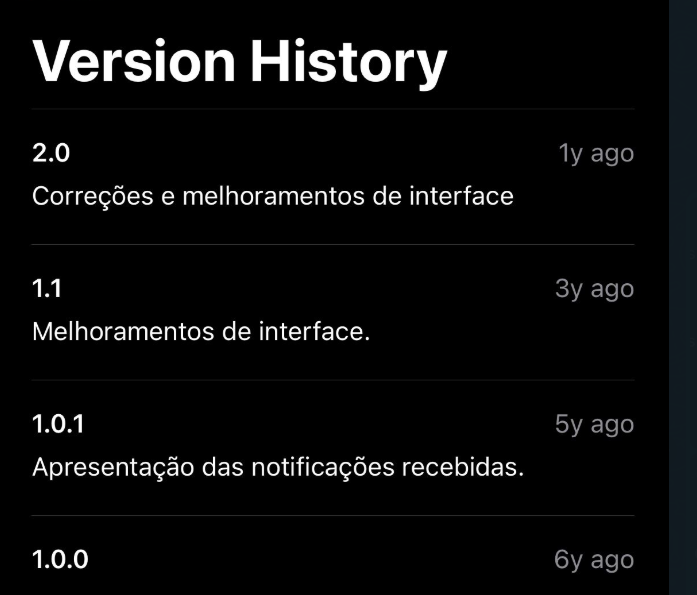 Version History
2.0 1y ago
Correções e melhoramentos de interface
1.1 3y ago
Melhoramentos de interface.
1.0.1 5y ago
Apresentação das notificações recebidas.
1.0.0 6y ago